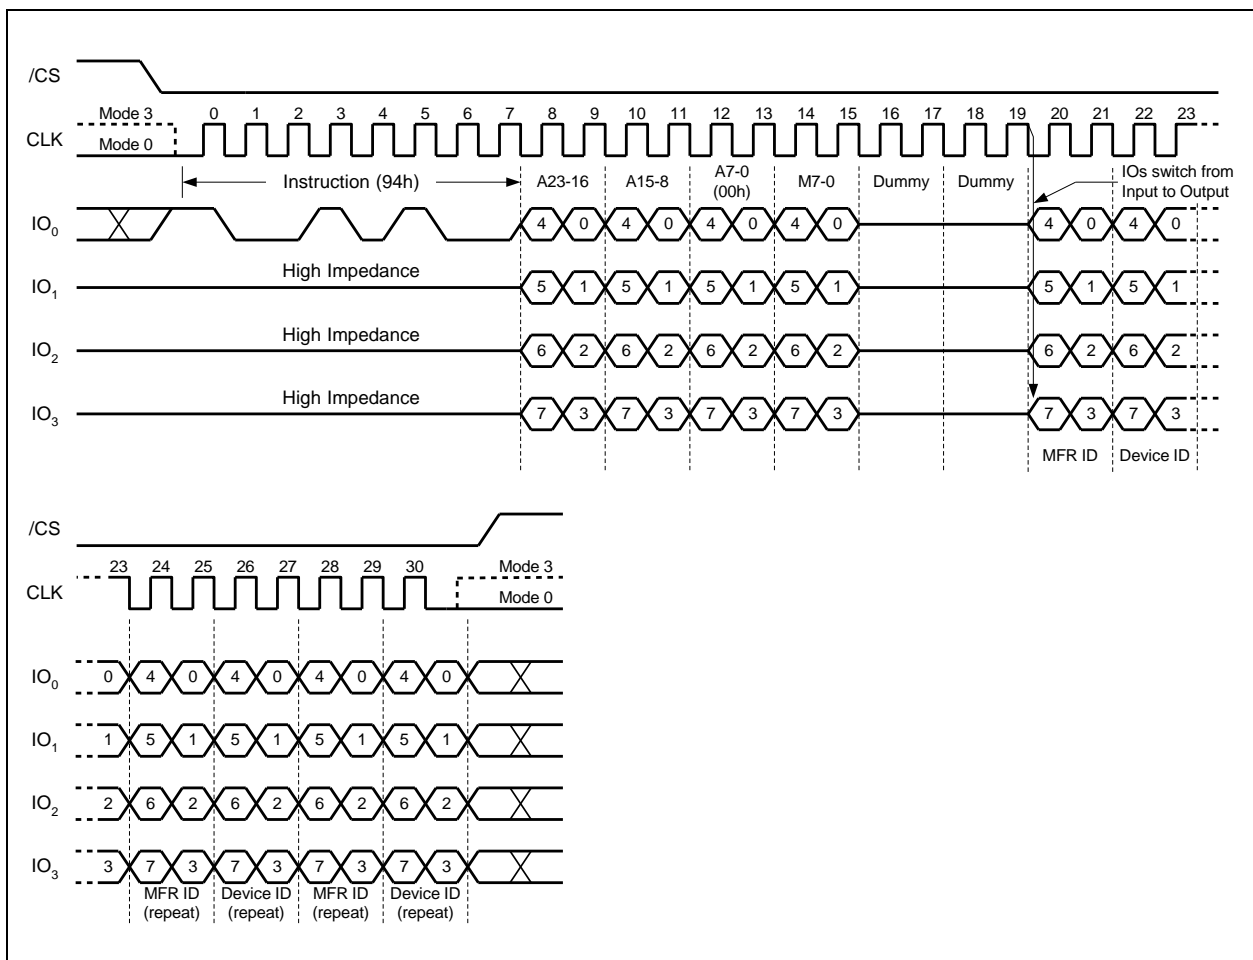 /CS
Mode 3 0 1 2 3 4 5 6 7 8 9 10 11 12 13 14 15 16 17 18 19 20 21 22 23
CLK Mode 0
Instruction (94h) A23-16 A15-8 A7-0 (00h) M7-0 Dummy Dummy IOs switch from
Input to Output
IO0 4 0 4 0 4 0 4 0 4 0 4 0
High Impedance
IO1 5 1 5 1 5 1 5 1 5 1 5 1
High Impedance
IO2 6 2 6 2 6 2 6 2 6 2 6 2
High Impedance
IO3 7 3 7 3 7 3 7 3 7 3 7 3
MFR ID Device ID
/CS
23 24 25 26 27 28 29 30 Mode 3
CLK Mode 0
IO0 0 4 0 4 0 4 0 4 0
IO1 1 5 1 5 1 5 1 5 1
IO2 2 6 2 6 2 6 2 6 2
IO3 3 7 3 7 3 7 3 7 3
MFR ID Device ID MFR ID Device ID
(repeat) (repeat) (repeat) (repeat)